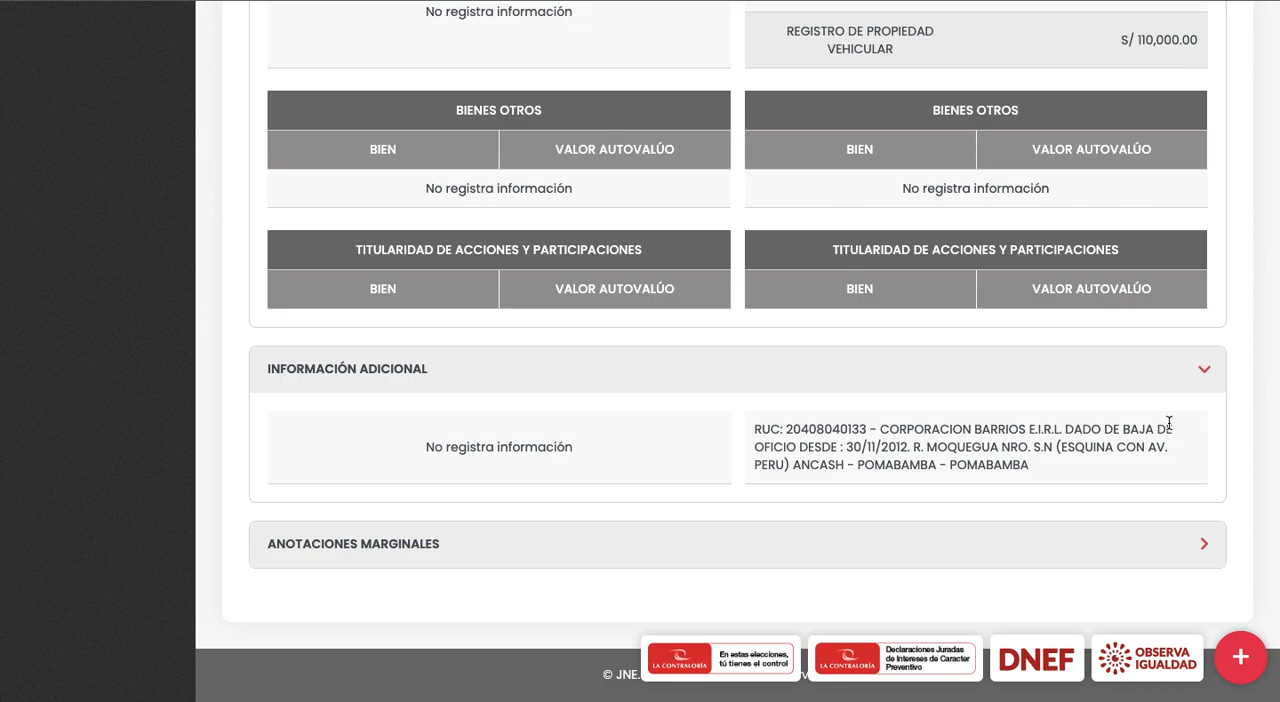 No registra información
REGISTRO DE PROPIEDAD
VEHICULAR
S/ 110,000.00
BIENES OTROS
BIEN
VALOR AUTOVALÚO
No registra información
BIENES OTROS
BIEN
VALOR AUTOVALÚO
No registra información
TITULARIDAD DE ACCIONES Y PARTICIPACIONES
BIEN
VALOR AUTOVALÚO
TITULARIDAD DE ACCIONES Y PARTICIPACIONES
BIEN
VALOR AUTOVALÚO
INFORMACIÓN ADICIONAL
No registra información
RUC: 20408040133 - CORPORACION BARRIOS E.I.R.L. DADO DE BAJA DE
OFICIO DESDE : 30/11/2012. R. MOQUEGUA NRO. S.N (ESQUINA CON AV.
PERU) ANCASH - POMABAMBA - POMABAMBA
ANOTACIONES MARGINALES
© JNE.
LA CONTRALORÍA
En estas elecciones,
tú tienes el control
LA CONTRALORÍA
Declaraciones Juradas
de Intereses de Caracter
Preventivo
DNEF
OBSERVA
IGUALDAD
+